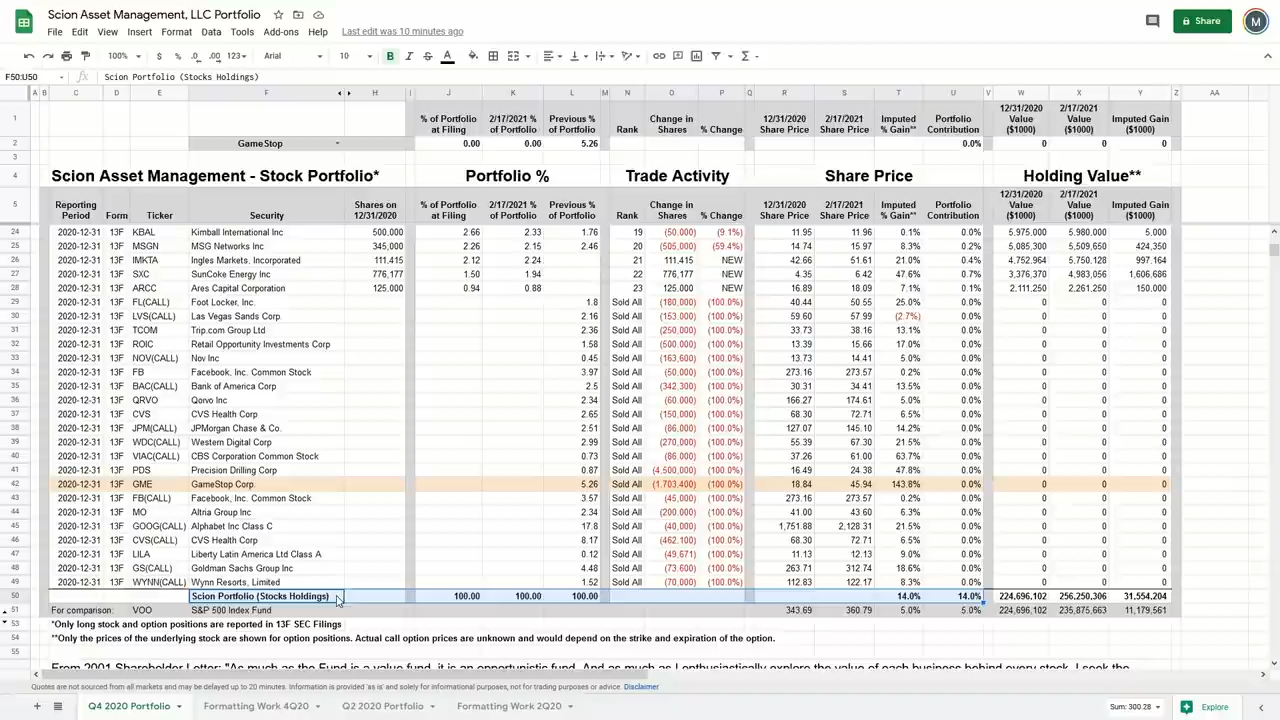 Scion Asset Management, LLC Portfolio
File Edit View Insert Format Data Tools Add-ons Help Last edit was 10 minutes ago
Share
M
100% $ % .0 .00 123 Arial 10 B I S A
F50:U50 fx Scion Portfolio (Stocks Holdings)
A B C D E F H I J K L M N O P Q R S T U V W X Y Z AA
1 % of Portfolio at Filing 2/17/2021 % of Portfolio Previous % of Portfolio Rank Change in Shares % Change 12/31/2020 Share Price 2/17/2021 Share Price Imputed % Gain** Portfolio Contribution 12/31/2020 Value ($1000) 2/17/2021 Value ($1000) Imputed Gain ($1000)
2 GameStop 0.00 0.00 5.26 0.0% 0 0 0
3
4 Scion Asset Management - Stock Portfolio* Portfolio % Trade Activity Share Price Holding Value**
5 Reporting Period Form Ticker Security Shares on 12/31/2020 % of Portfolio at Filing 2/17/2021 % of Portfolio Previous % of Portfolio Rank Change in Shares % Change 12/31/2020 Share Price 2/17/2021 Share Price Imputed % Gain** Portfolio Contribution 12/31/2020 Value ($1000) 2/17/2021 Value ($1000) Imputed Gain ($1000)
24 2020-12-31 13F KBAL Kimball International Inc 500,000 2.66 2.33 1.76 19 (50,000) (9.1%) 11.95 11.96 0.1% 0.0% 5,975,000 5,980,000 5,000
25 2020-12-31 13F MSGN MSG Networks Inc 345,000 2.26 2.15 2.46 20 (505,000) (59.4%) 14.74 15.97 8.3% 0.2% 5,085,300 5,509,650 424,350
26 2020-12-31 13F IMKTA Ingles Markets, Incorporated 111,415 2.12 2.24 21 111,415 NEW 42.66 51.61 21.0% 0.4% 4,752,964 5,750,128 997,164
27 2020-12-31 13F SXC SunCoke Energy Inc 776,177 1.50 1.94 22 776,177 NEW 4.35 6.42 47.6% 0.7% 3,376,370 4,983,056 1,606,686
28 2020-12-31 13F ARCC Ares Capital Corporation 125,000 0.94 0.88 23 125,000 NEW 16.89 18.09 7.1% 0.1% 2,111,250 2,261,250 150,000
29 2020-12-31 13F FL(CALL) Foot Locker, Inc. 1.8 Sold All (180,000) (100.0%) 40.44 50.55 25.0% 0.0% 0 0 0
30 2020-12-31 13F LVS(CALL) Las Vegas Sands Corp. 2.16 Sold All (153,000) (100.0%) 59.60 57.99 (2.7%) 0.0% 0 0 0
31 2020-12-31 13F TCOM Trip.com Group Ltd 2.36 Sold All (250,000) (100.0%) 33.73 38.16 13.1% 0.0% 0 0 0
32 2020-12-31 13F ROIC Retail Opportunity Investments Corp 1.58 Sold All (500,000) (100.0%) 13.39 15.66 17.0% 0.0% 0 0 0
33 2020-12-31 13F NOV(CALL) Nov Inc 0.45 Sold All (163,600) (100.0%) 13.73 14.41 5.0% 0.0% 0 0 0
34 2020-12-31 13F FB Facebook, Inc. Common Stock 3.97 Sold All (50,000) (100.0%) 273.16 273.57 0.2% 0.0% 0 0 0
35 2020-12-31 13F BAC(CALL) Bank of America Corp 2.5 Sold All (342,300) (100.0%) 30.31 34.41 13.5% 0.0% 0 0 0
36 2020-12-31 13F QRVO Qorvo Inc 2.34 Sold All (60,000) (100.0%) 166.27 174.61 5.0% 0.0% 0 0 0
37 2020-12-31 13F CVS CVS Health Corp 2.65 Sold All (150,000) (100.0%) 68.30 72.71 6.5% 0.0% 0 0 0
38 2020-12-31 13F JPM(CALL) JPMorgan Chase & Co. 2.51 Sold All (86,000) (100.0%) 127.07 145.10 14.2% 0.0% 0 0 0
39 2020-12-31 13F WDC(CALL) Western Digital Corp 2.99 Sold All (270,000) (100.0%) 55.39 67.30 21.5% 0.0% 0 0 0
40 2020-12-31 13F VIAC(CALL) CBS Corporation Common Stock 0.73 Sold All (86,000) (100.0%) 37.26 61.00 63.7% 0.0% 0 0 0
41 2020-12-31 13F PDS Precision Drilling Corp 0.87 Sold All (4,500,000) (100.0%) 16.49 24.38 47.8% 0.0% 0 0 0
42 2020-12-31 13F GME GameStop Corp. 5.26 Sold All (1,703,400) (100.0%) 18.84 45.94 143.8% 0.0% 0 0 0
43 2020-12-31 13F FB(CALL) Facebook, Inc. Common Stock 3.57 Sold All (45,000) (100.0%) 273.16 273.57 0.2% 0.0% 0 0 0
44 2020-12-31 13F MO Altria Group Inc 2.34 Sold All (200,000) (100.0%) 41.00 43.60 6.3% 0.0% 0 0 0
45 2020-12-31 13F GOOG(CALL) Alphabet Inc Class C 17.8 Sold All (40,000) (100.0%) 1,751.88 2,128.31 21.5% 0.0% 0 0 0
46 2020-12-31 13F CVS(CALL) CVS Health Corp 8.17 Sold All (462,100) (100.0%) 68.30 72.71 6.5% 0.0% 0 0 0
47 2020-12-31 13F LILA Liberty Latin America Ltd Class A 0.12 Sold All (49,671) (100.0%) 11.13 12.13 9.0% 0.0% 0 0 0
48 2020-12-31 13F GS(CALL) Goldman Sachs Group Inc 4.48 Sold All (73,600) (100.0%) 263.71 312.74 18.6% 0.0% 0 0 0
49 2020-12-31 13F WYNN(CALL) Wynn Resorts, Limited 1.52 Sold All (70,000) (100.0%) 112.83 122.17 8.3% 0.0% 0 0 0
50 Scion Portfolio (Stocks Holdings) 100.00 100.00 100.00 14.0% 14.0% 224,696,102 256,250,306 31,554,204
51 For comparison: VOO S&P 500 Index Fund 343.69 360.79 5.0% 5.0% 224,696,102 235,875,663 11,179,561
53 *Only long stock and option positions are reported in 13F SEC Filings
54 **Only the prices of the underlying stock are shown for option positions. Actual call option prices are unknown and would depend on the strike and expiration of the option.
55
From 2001 Shareholder Letter: "As much as the Fund is a value fund, it is an opportunistic fund. And as much as I enthusiastically explore the value of each business behind every stock, I seek the
Quotes are not sourced from all markets and may be delayed up to 20 minutes. Information is provided 'as is' and solely for informational purposes, not for trading purposes or advice. Disclaimer
Q4 2020 Portfolio Formatting Work 4Q20 Q2 2020 Portfolio Formatting Work 2Q20 Sum: 300.28 Explore